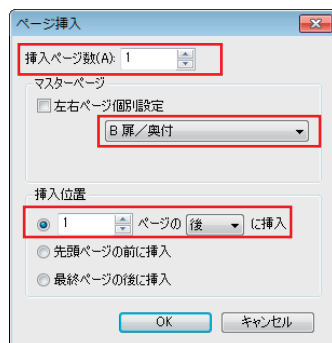 ページ挿入
挿入ページ数(A): 1
マスターページ
左右ページ個別設定
B 扉／奥付
挿入位置
1 ページの 後 に挿入
先頭ページの前に挿入
最終ページの後に挿入
OK キャンセル